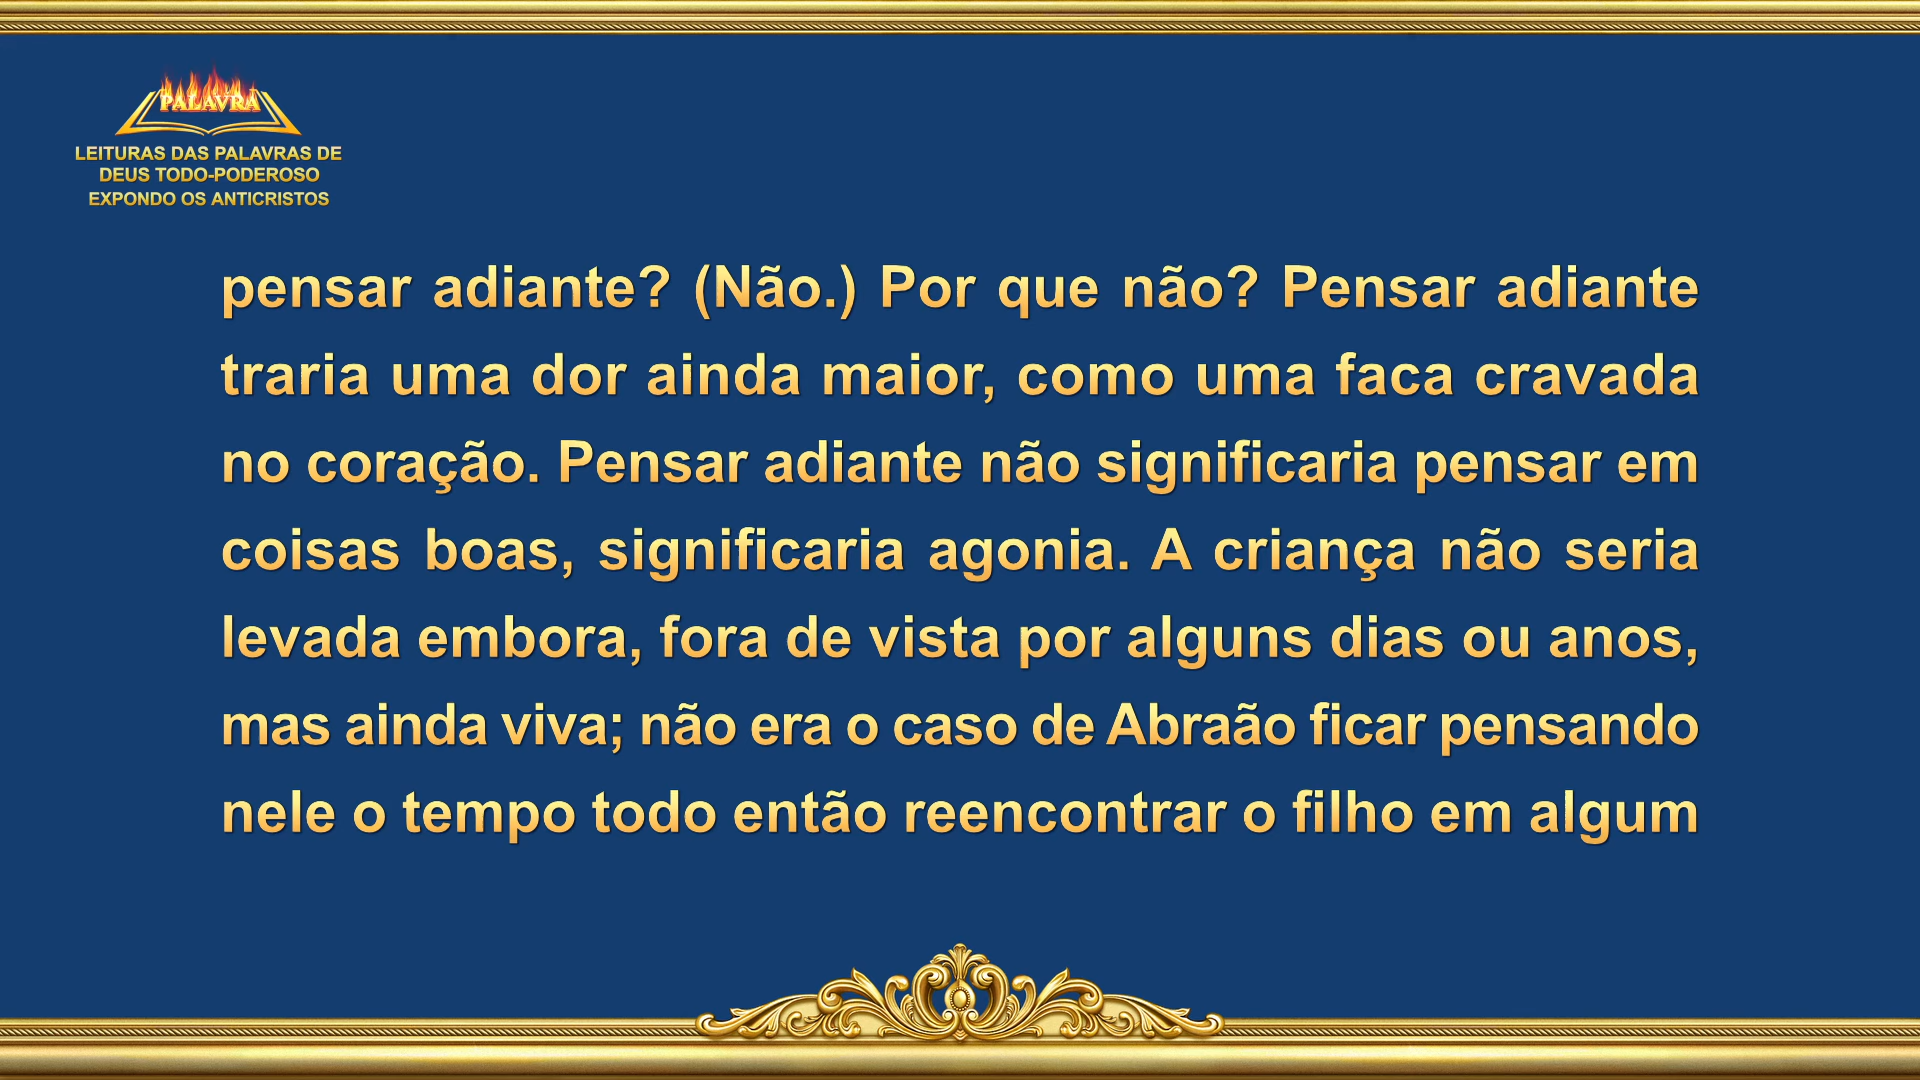 PALAVRA
LEITURAS DAS PALAVRAS DE
DEUS TODO-PODEROSO
EXPONDO OS ANTICRISTOS
pensar adiante? (Não.) Por que não? Pensar adiante
traria uma dor ainda maior, como uma faca cravada
no coração. Pensar adiante não significaria pensar em
coisas boas, significaria agonia. A criança não seria
levada embora, fora de vista por alguns dias ou anos,
mas ainda viva; não era o caso de Abraão ficar pensando
nele o tempo todo então reencontrar o filho em algum